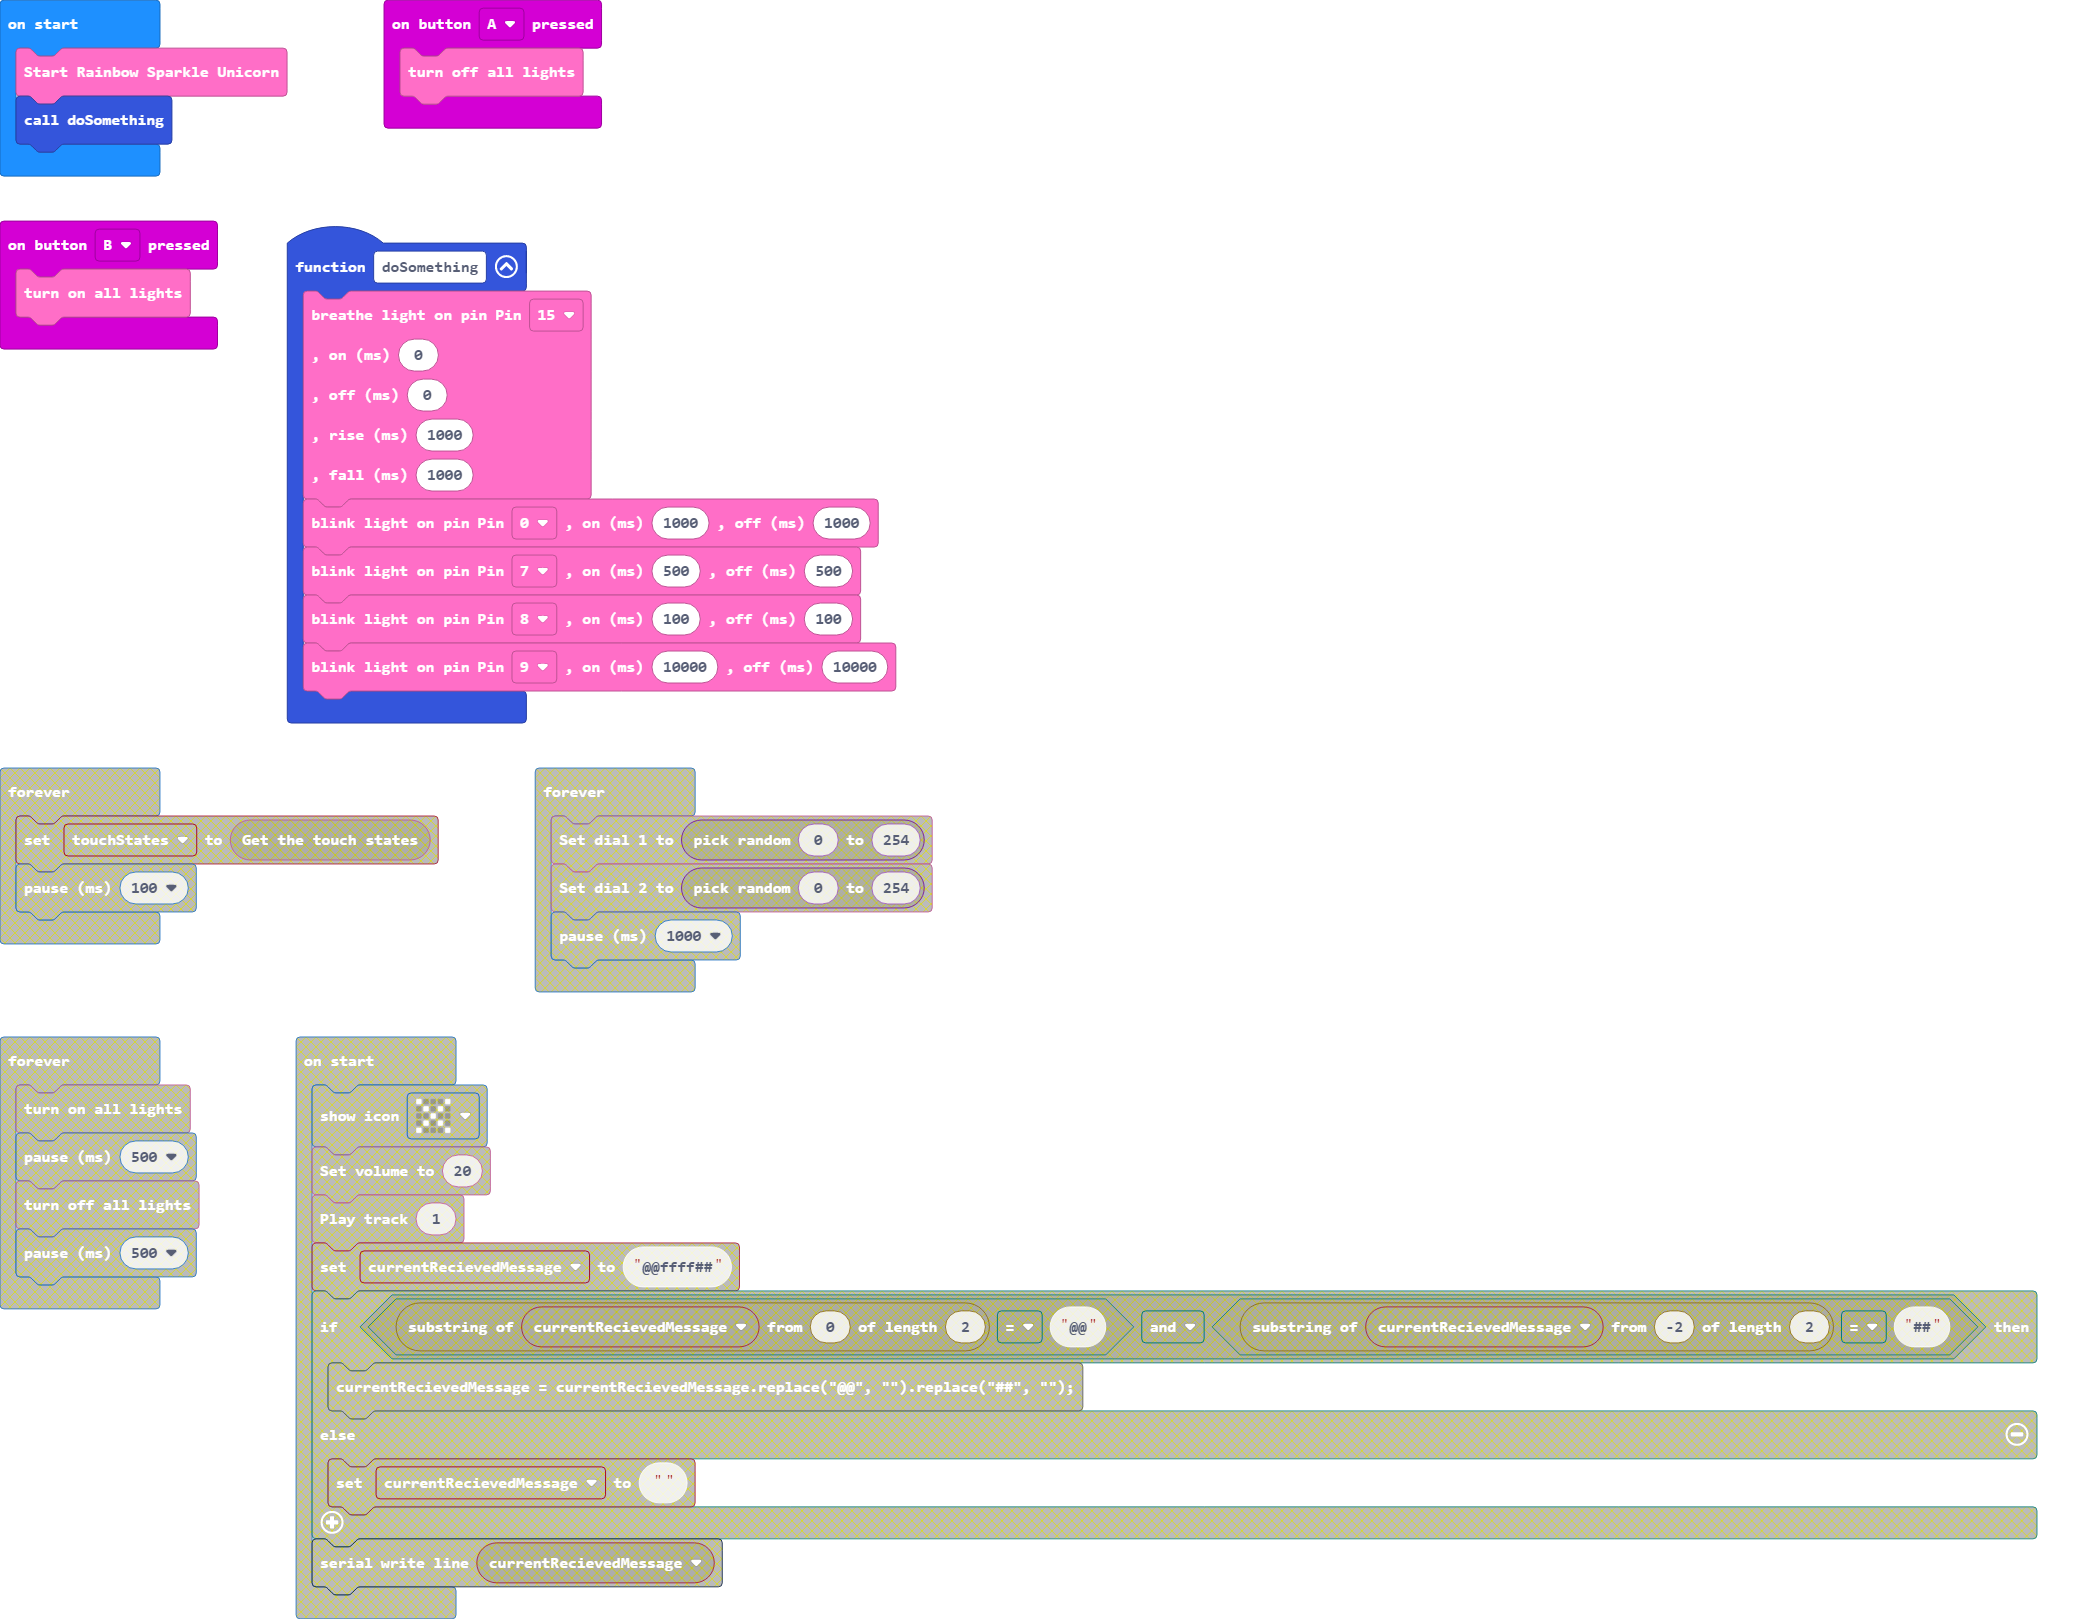 on start
Start Rainbow Sparkle Unicorn
call doSomething
on button A pressed
turn off all lights
on button B pressed
turn on all lights
function doSomething
breathe light on pin Pin 15
, on (ms) 0
, off (ms) 0
, rise (ms) 1000
, fall (ms) 1000
blink light on pin Pin 0 , on (ms) 1000 , off (ms) 1000
blink light on pin Pin 7 , on (ms) 500 , off (ms) 500
blink light on pin Pin 8 , on (ms) 100 , off (ms) 100
blink light on pin Pin 9 , on (ms) 10000 , off (ms) 10000
forever
set touchStates to Get the touch states
pause (ms) 100
forever
Set dial 1 to pick random 0 to 254
Set dial 2 to pick random 0 to 254
pause (ms) 1000
forever
turn on all lights
pause (ms) 500
turn off all lights
pause (ms) 500
on start
show icon
Set volume to 20
Play track 1
set currentRecievedMessage to "@@ffff##"
if substring of currentRecievedMessage from 0 of length 2 = "@@" and substring of currentRecievedMessage from -2 of length 2 = "##" then
currentRecievedMessage = currentRecievedMessage.replace("@@", "").replace("##", "");
else
set currentRecievedMessage to ""
serial write line currentRecievedMessage